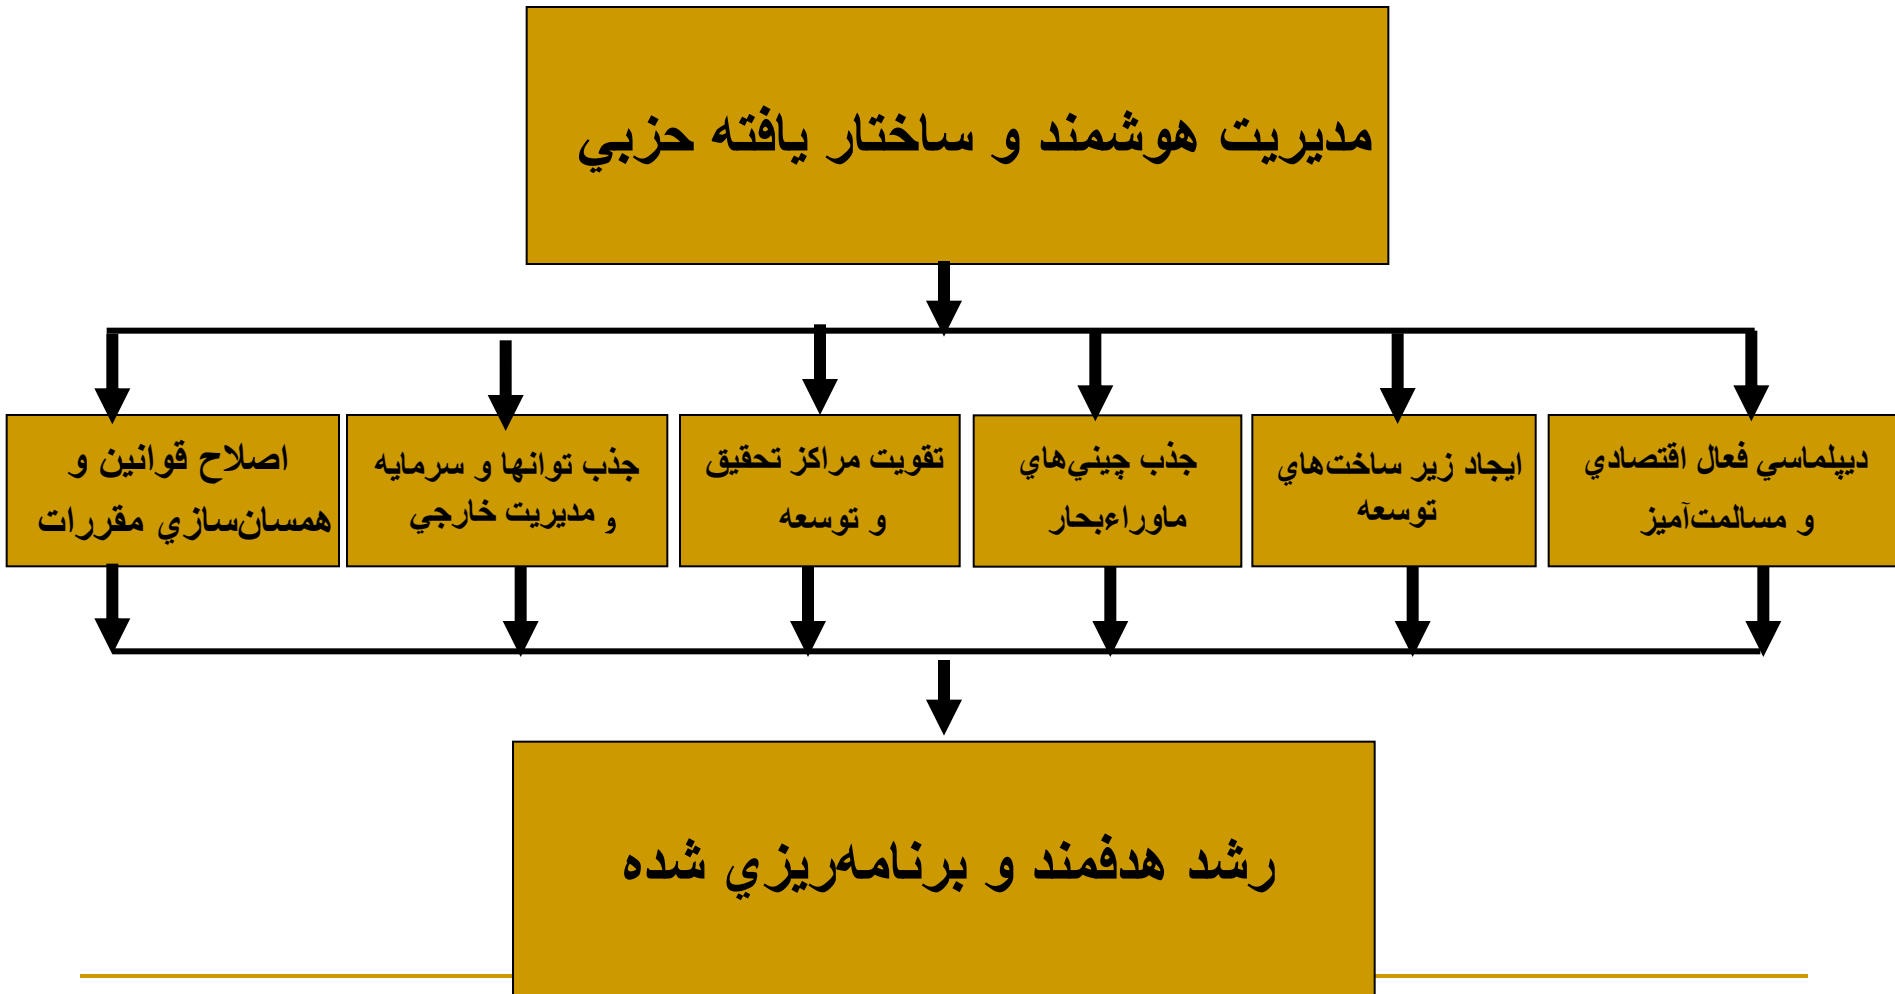 مديريت هوشمند و ساختار يافته حزبي
ديپلماسي فعال اقتصادي
و مسالمت‌آميز
ايجاد زير ساخت‌هاي
توسعه
جذب چيني‌هاي
ماوراءبحار
تقويت مراكز تحقيق
و توسعه
جذب توانها و سرمايه
و مديريت خارجي
اصلاح قوانين و
همسان‌سازي مقررات
رشد هدفمند و برنامه‌ريزي شده